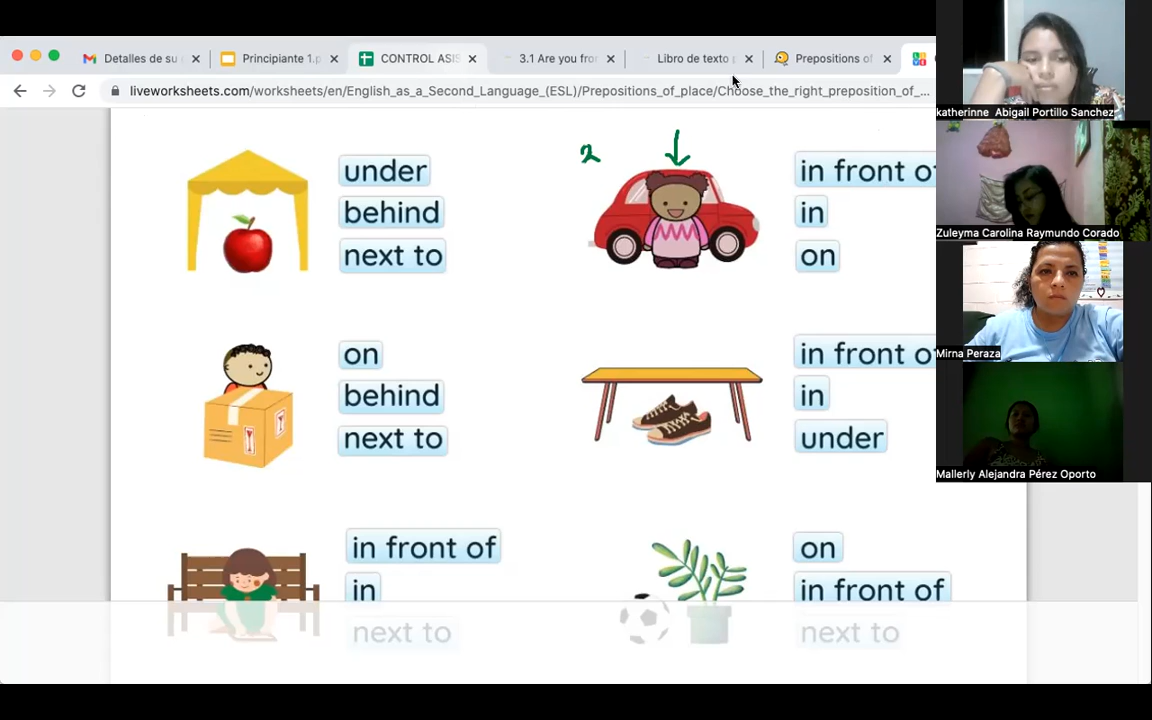 Detalles de su
Principiante 1.p
CONTROL ASIS
3.1 Are you fro
Libro de texto
Prepositions of
liveworksheets.com/worksheets/en/English_as_a_Second_Language_(ESL)/Prepositions_of_place/Choose_the_right_preposition_of_...
under
behind
next to
2
in front of
in
on
on
behind
next to
in front of
in
under
in front of
in
next to
on
in front of
next to
katherinne Abigail Portillo Sanchez
Zuleyma Carolina Raymundo Corado
Mirna Peraza
Mallerly Alejandra Pérez Oporto